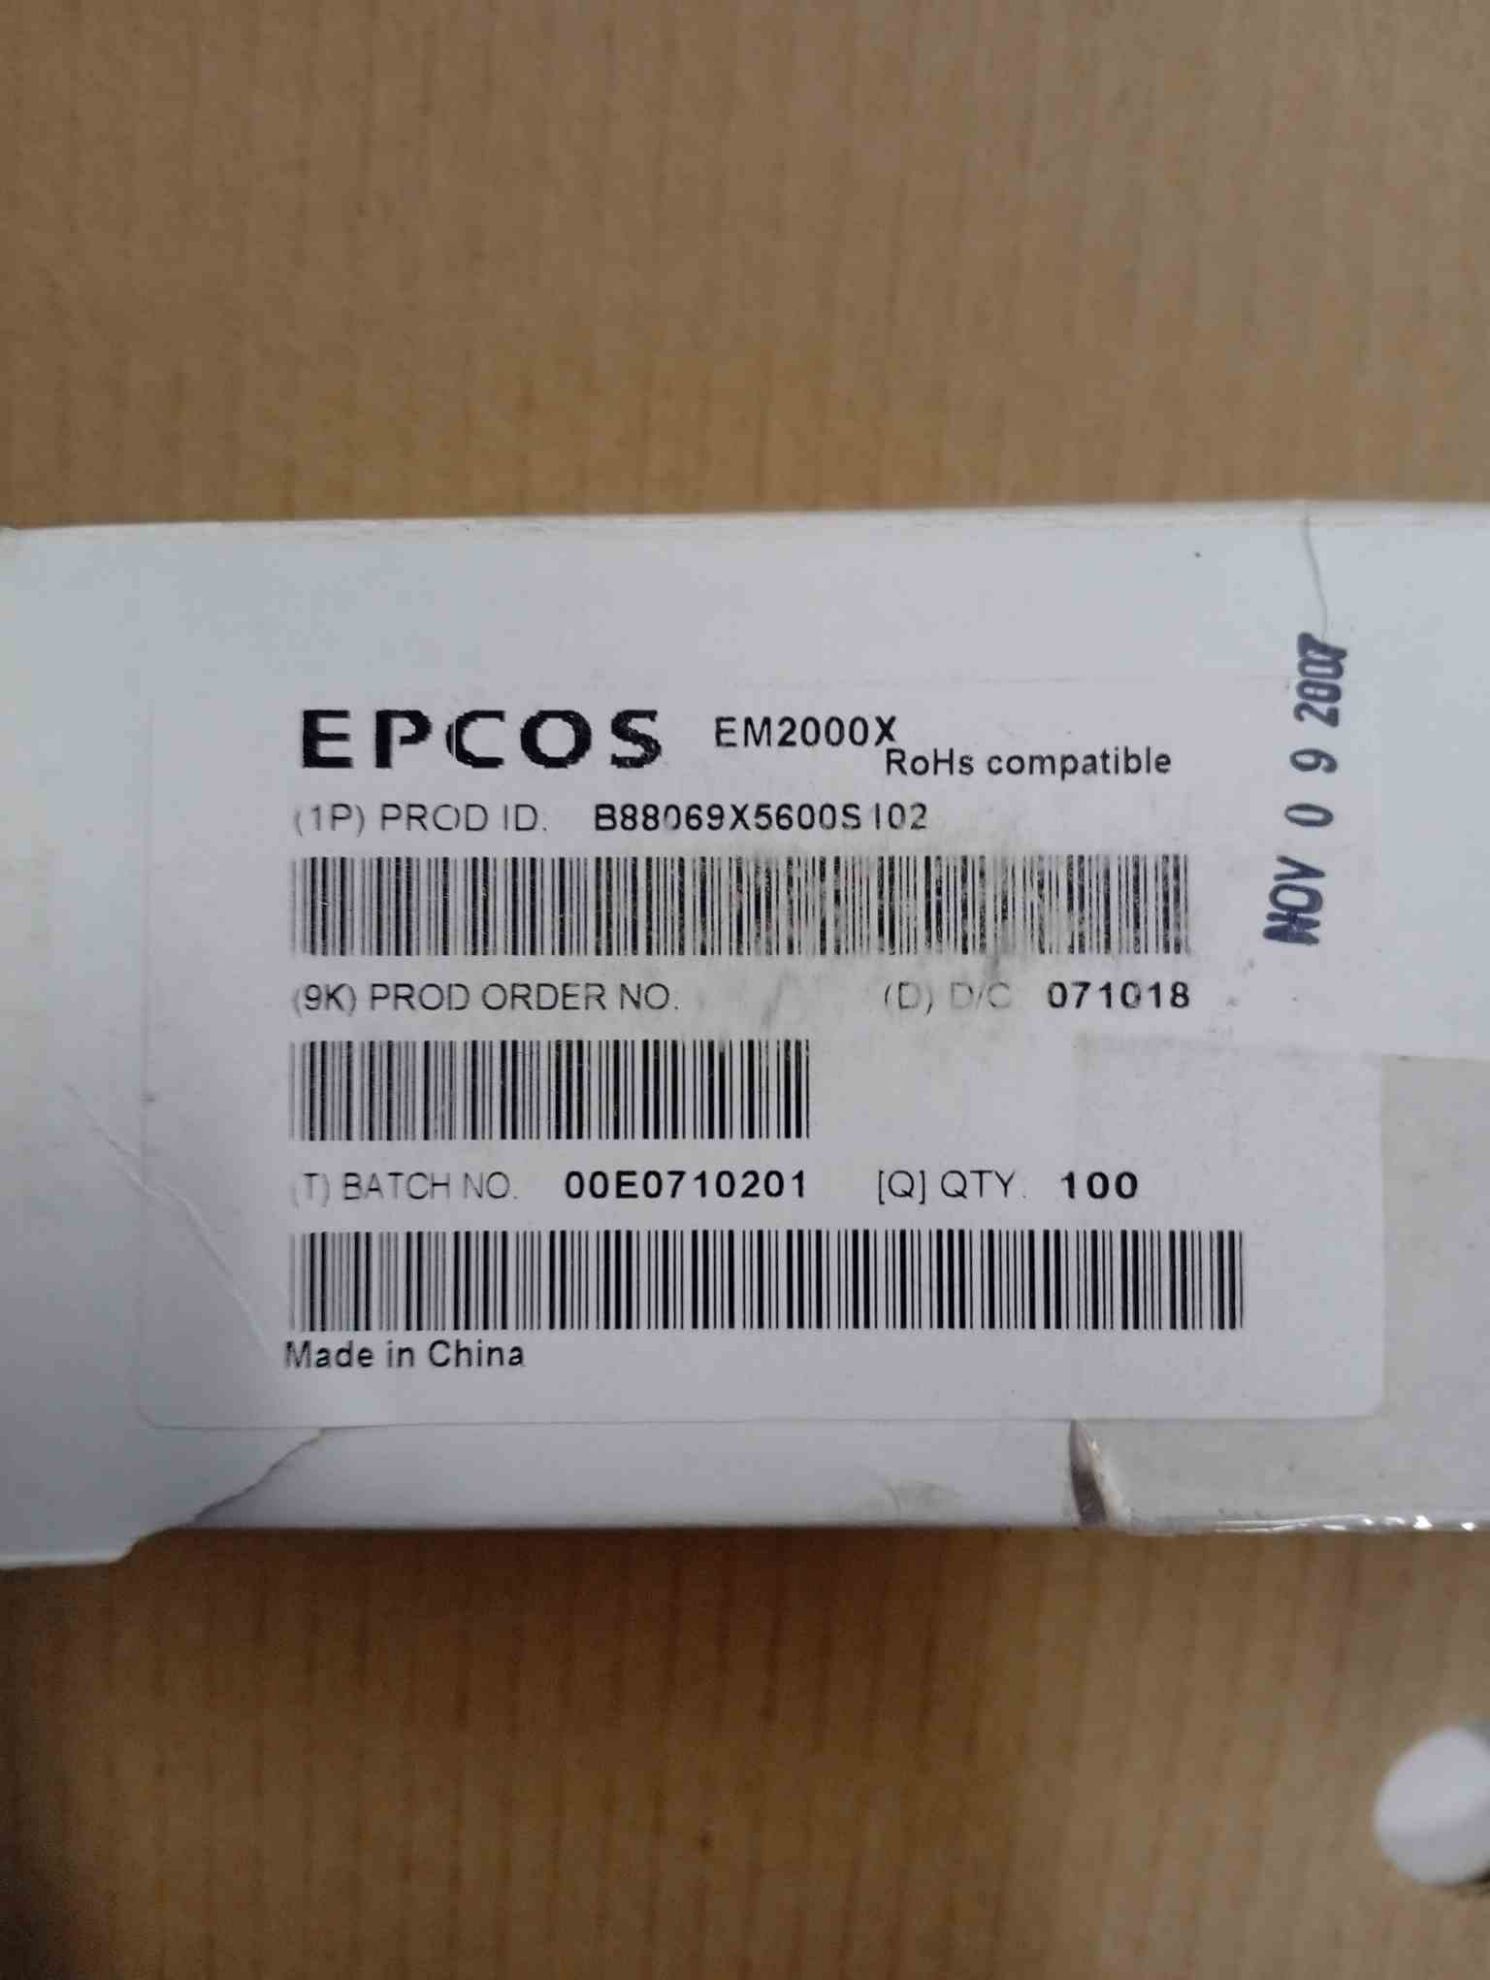 EPCOS EM2000X
RoHs compatible
(1P) PROD ID. B88069X5600S102
(9K) PROD ORDER NO. (D) D/C 071018
(T) BATCH NO. 00E0710201 [Q] QTY. 100
Made in China
NOV 0 9 2007